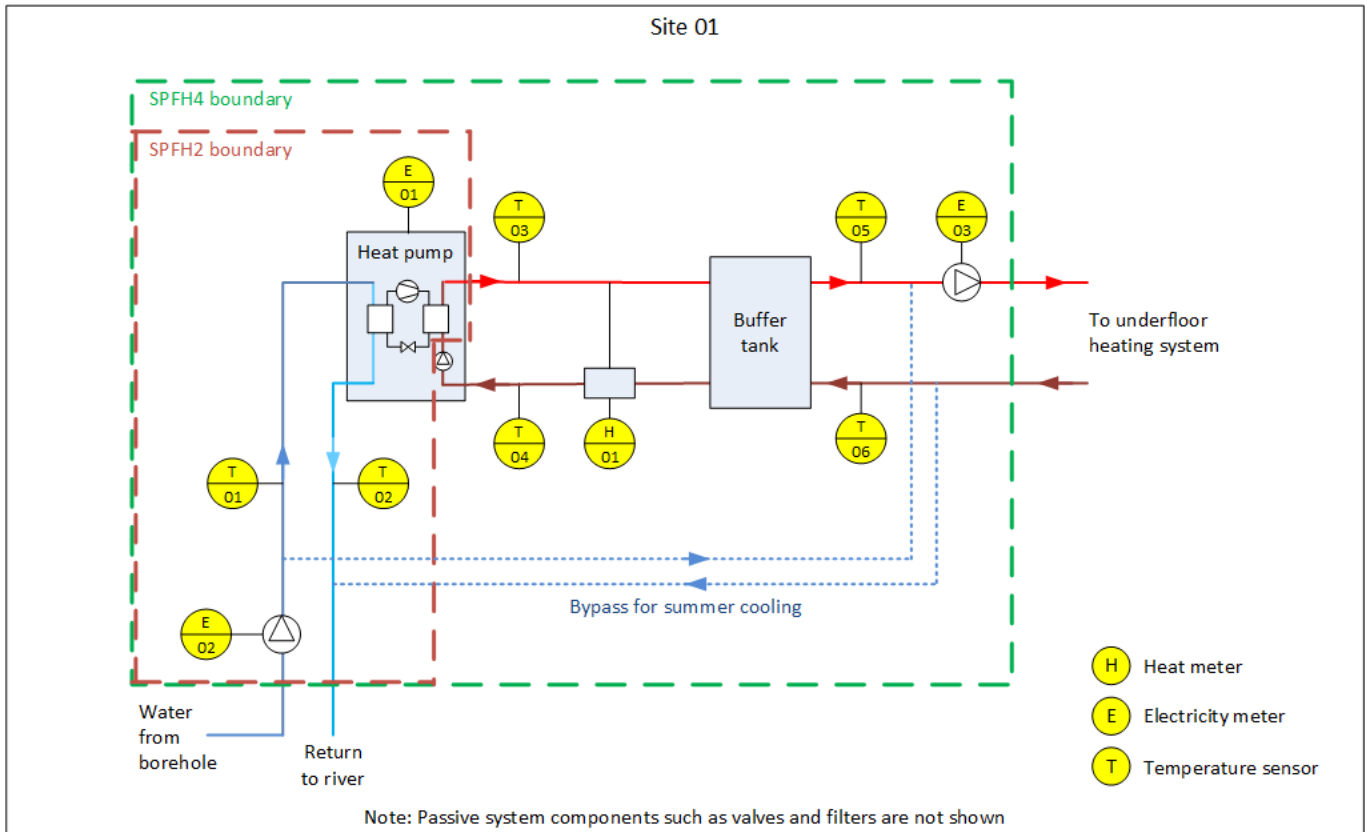 Site 01
SPFH4 boundary
SPFH2 boundary
E
01
T
03
T
05
E
03
Heat pump
Buffer
tank
To underfloor
heating system
T
04
H
01
T
06
T
01
T
02
Bypass for summer cooling
E
02
H
Heat meter
E
Electricity meter
T
Temperature sensor
Water
from
borehole
Return
to river
Note: Passive system components such as valves and filters are not shown